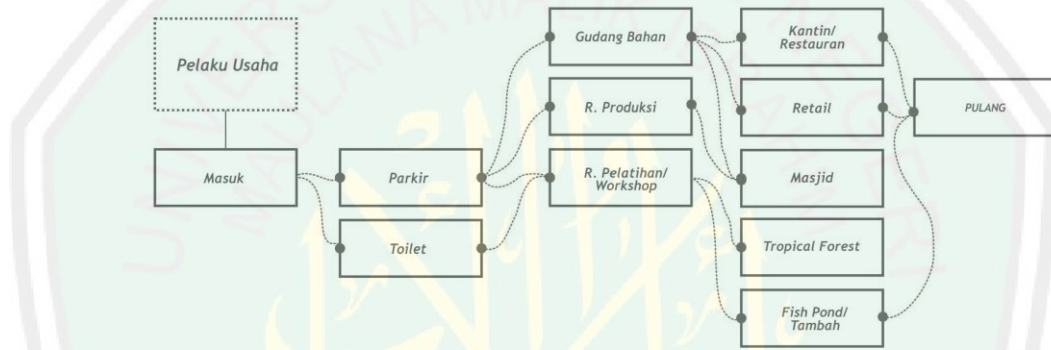 Pelaku Usaha
Masuk
Parkir
Toilet
Gudang Bahan
R. Produksi
R. Pelatihan/
Workshop
Kantin/
Restauran
Retail
Masjid
Tropical Forest
Fish Pond/
Tambah
PULANG